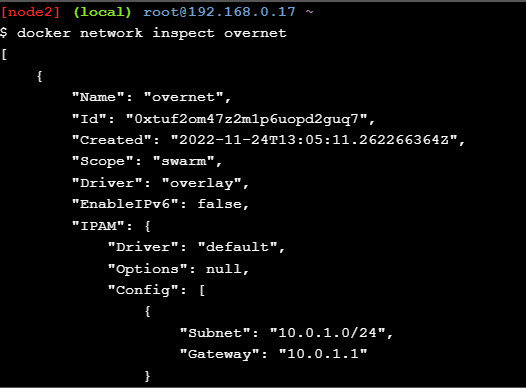 [node2] (local) root@192.168.0.17 ~
$ docker network inspect overnet
[
    {
        "Name": "overnet",
        "Id": "0xtuf2om47z2m1p6uopd2guq7",
        "Created": "2022-11-24T13:05:11.262266364Z",
        "Scope": "swarm",
        "Driver": "overlay",
        "EnableIPv6": false,
        "IPAM": {
            "Driver": "default",
            "Options": null,
            "Config": [
                {
                    "Subnet": "10.0.1.0/24",
                    "Gateway": "10.0.1.1"
                }